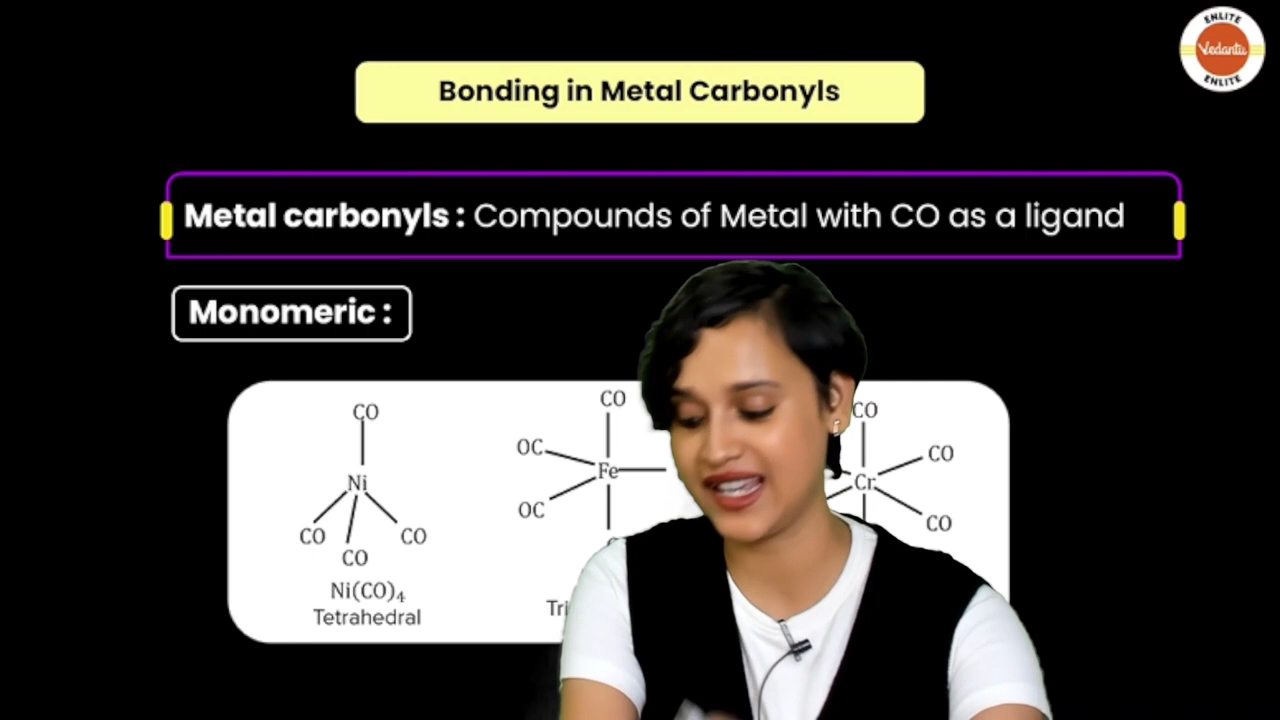 ENLITE
Vedantu
ENLITE
Bonding in Metal Carbonyls
Metal carbonyls : Compounds of Metal with CO as a ligand
Monomeric :
CO
Ni
CO
CO
CO
Ni(CO)₄
Tetrahedral
CO
OC
Fe
OC
Tri
CO
CO
Cr
CO